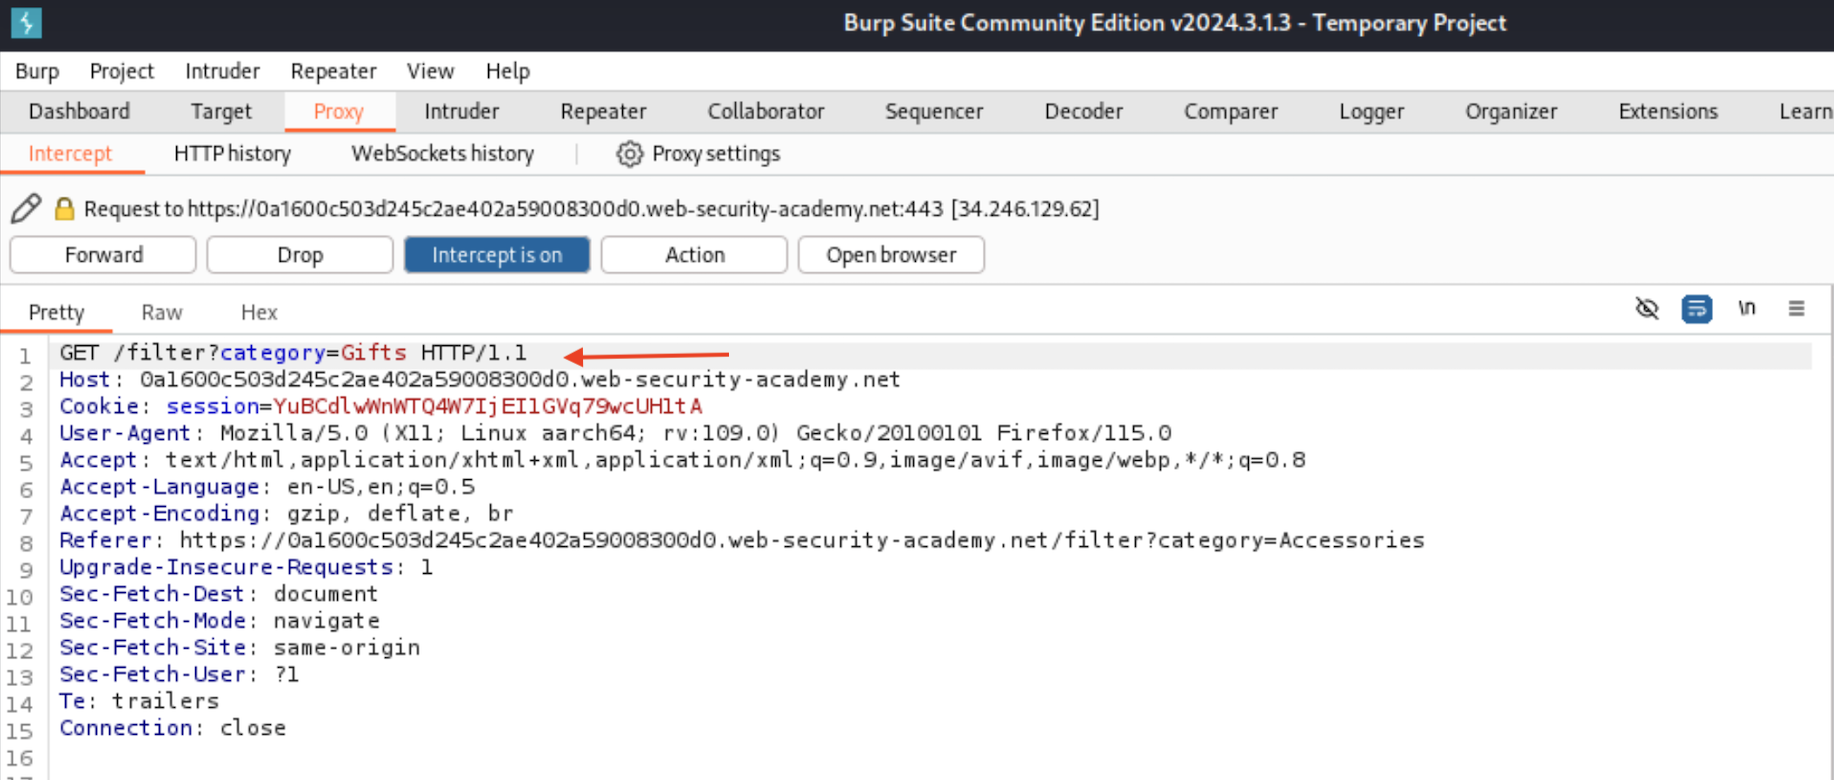 Burp Suite Community Edition v2024.3.1.3 - Temporary Project
Burp Project Intruder Repeater View Help
Dashboard Target Proxy Intruder Repeater Collaborator Sequencer Decoder Comparer Logger Organizer Extensions Learn
Intercept HTTP history WebSockets history Proxy settings
Request to https://0a1600c503d245c2ae402a59008300d0.web-security-academy.net:443 [34.246.129.62]
Forward Drop Intercept is on Action Open browser
Pretty Raw Hex \n
1 GET /filter?category=Gifts HTTP/1.1
2 Host: 0a1600c503d245c2ae402a59008300d0.web-security-academy.net
3 Cookie: session=YuBCdlwWnWTQ4W7IjEIlGVq79wcUHltA
4 User-Agent: Mozilla/5.0 (X11; Linux aarch64; rv:109.0) Gecko/20100101 Firefox/115.0
5 Accept: text/html,application/xhtml+xml,application/xml;q=0.9,image/avif,image/webp,*/*;q=0.8
6 Accept-Language: en-US,en;q=0.5
7 Accept-Encoding: gzip, deflate, br
8 Referer: https://0a1600c503d245c2ae402a59008300d0.web-security-academy.net/filter?category=Accessories
9 Upgrade-Insecure-Requests: 1
10 Sec-Fetch-Dest: document
11 Sec-Fetch-Mode: navigate
12 Sec-Fetch-Site: same-origin
13 Sec-Fetch-User: ?1
14 Te: trailers
15 Connection: close
16